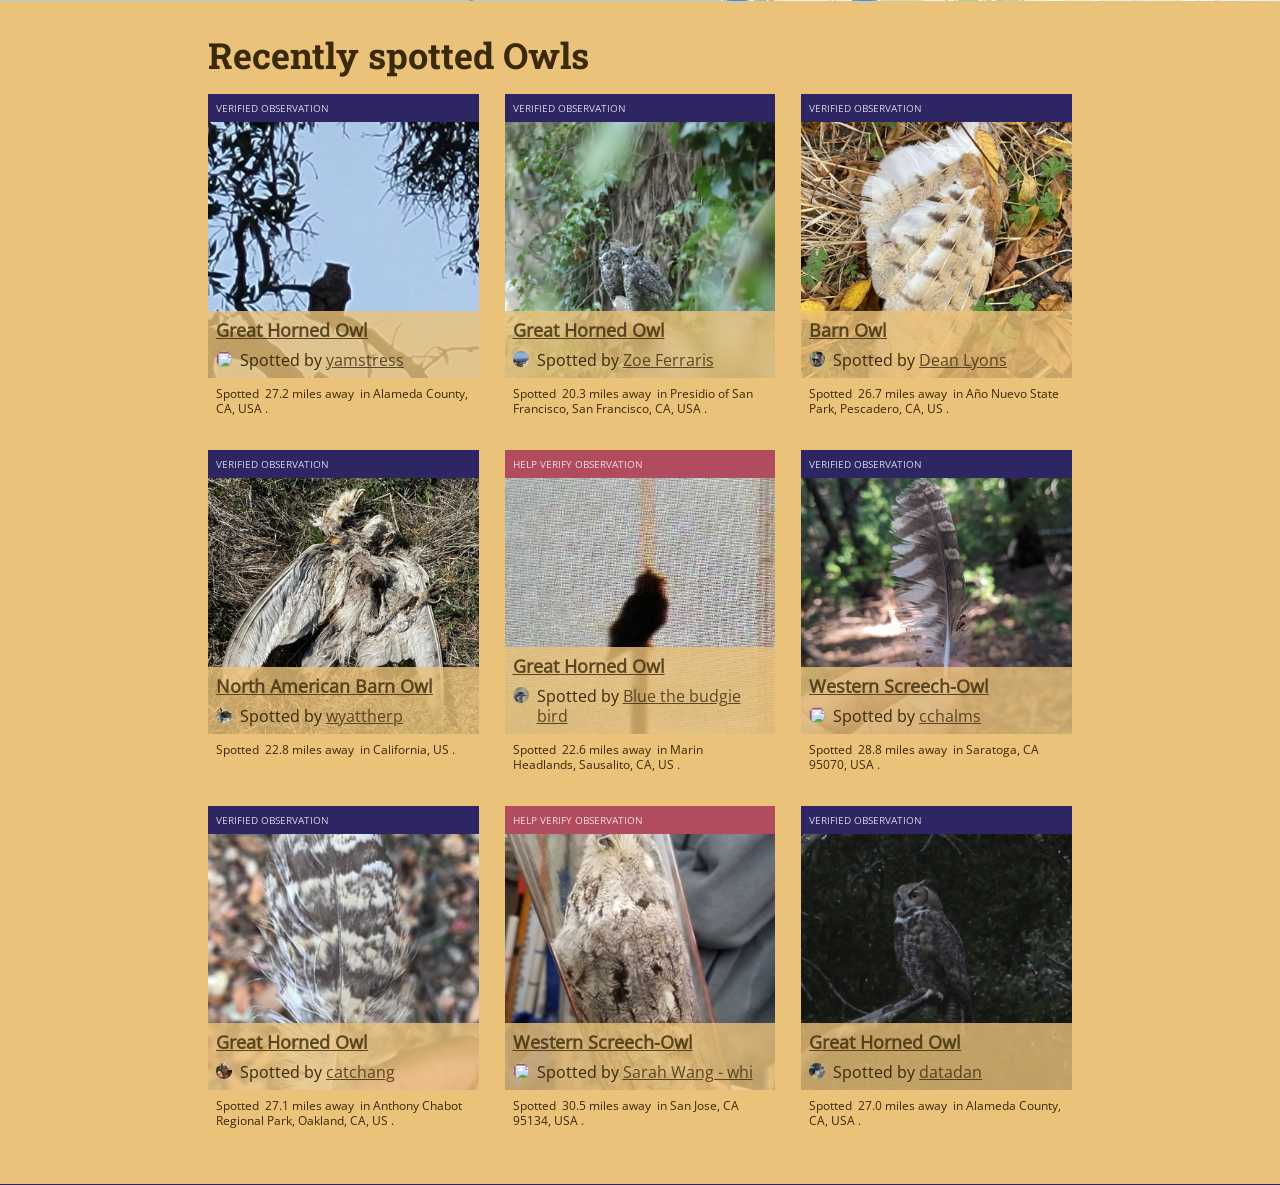 Recently spotted Owls
VERIFIED OBSERVATION
Great Horned Owl
Spotted by yamstress
Spotted 27.2 miles away in Alameda County,
CA, USA .
VERIFIED OBSERVATION
Great Horned Owl
Spotted by Zoe Ferraris
Spotted 20.3 miles away in Presidio of San
Francisco, San Francisco, CA, USA .
VERIFIED OBSERVATION
Barn Owl
Spotted by Dean Lyons
Spotted 26.7 miles away in Año Nuevo State
Park, Pescadero, CA, US .
VERIFIED OBSERVATION
North American Barn Owl
Spotted by wyattherp
Spotted 22.8 miles away in California, US .
HELP VERIFY OBSERVATION
Great Horned Owl
Spotted by Blue the budgie
bird
Spotted 22.6 miles away in Marin
Headlands, Sausalito, CA, US .
VERIFIED OBSERVATION
Western Screech-Owl
Spotted by cchalms
Spotted 28.8 miles away in Saratoga, CA
95070, USA .
VERIFIED OBSERVATION
Great Horned Owl
Spotted by catchang
Spotted 27.1 miles away in Anthony Chabot
Regional Park, Oakland, CA, US .
HELP VERIFY OBSERVATION
Western Screech-Owl
Spotted by Sarah Wang - whi
Spotted 30.5 miles away in San Jose, CA
95134, USA .
VERIFIED OBSERVATION
Great Horned Owl
Spotted by datadan
Spotted 27.0 miles away in Alameda County,
CA, USA .